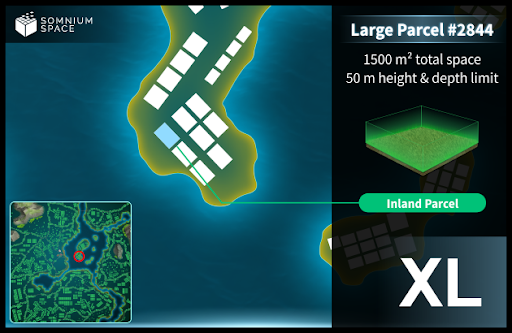 SOMNIUM
SPACE
Large Parcel #2844
1500 m² total space
50 m height & depth limit
Inland Parcel
XL